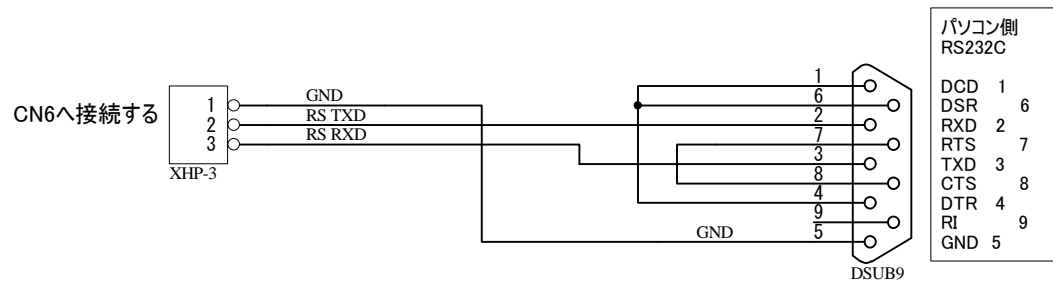 CN6へ接続する
1
2
3
XHP-3
GND
RS TXD
RS RXD
GND
1
6
2
7
3
8
4
9
5
DSUB9
パソコン側
RS232C
DCD 1
DSR 6
RXD 2
RTS 7
TXD 3
CTS 8
DTR 4
RI 9
GND 5